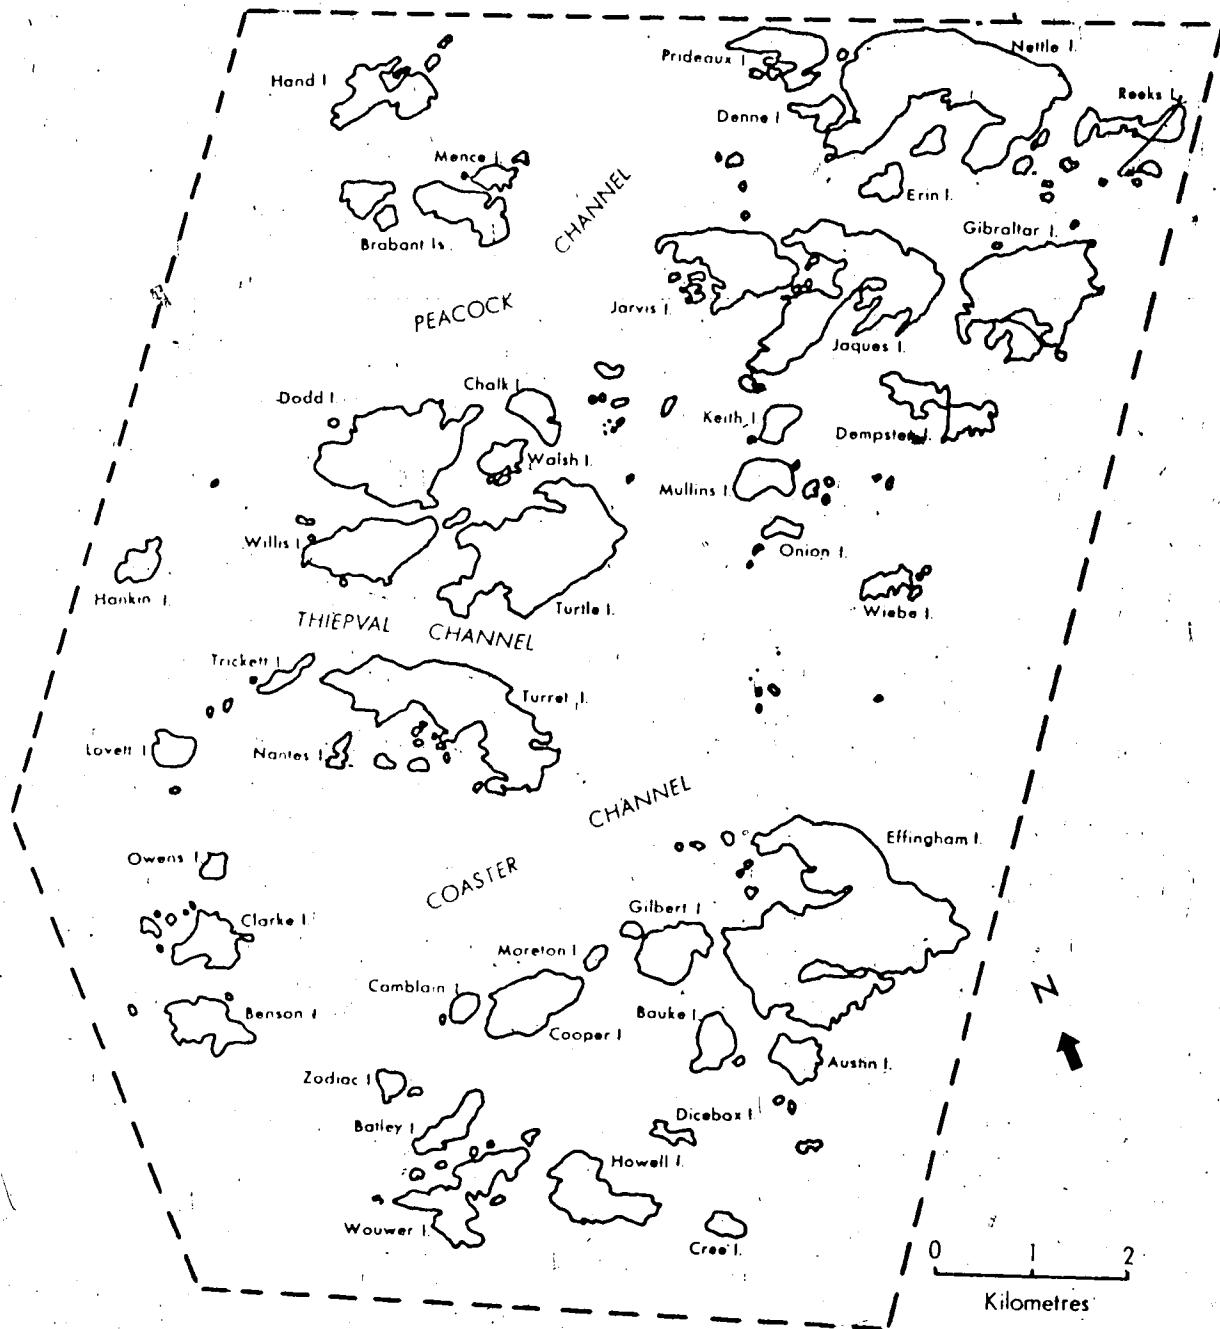 Nettle I.
Prideaux I
Hand I
Reeks I.
Denne I
Mence I.
CHANNEL
Erin I.
Gibraltar I.
Brabant Is.
PEACOCK
Jarvis I.
Jaques I.
Chalk I
Dodd I
Keith I
Dempster I.
Walsh I.
Mullins I.
Willis I
Onion I.
Hankin I.
Turtle I.
Wiebe I.
THIEPVAL CHANNEL
Trickett I
Turret I.
Lovett I
Nantes I
CHANNEL
Effingham I.
Owens I
COASTER
Gilbert I
Clarke I
Moreton I
Camblain I
Benson I
Cooper I
Bauke I
N
Austin I.
Zodiac I
Batley I
Dicebox I.
Howell I.
Wouwer I.
Cree I.
0 1 2
Kilometres